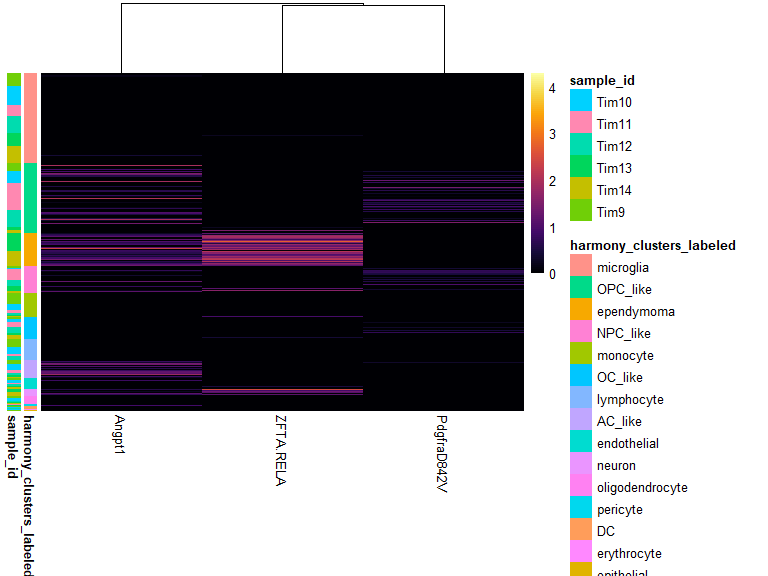 4
3
2
1
0
sample_id
Tim10
Tim11
Tim12
Tim13
Tim14
Tim9
harmony_clusters_labeled
microglia
OPC_like
ependymoma
NPC_like
monocyte
OC_like
lymphocyte
AC_like
endothelial
neuron
oligodendrocyte
pericyte
DC
erythrocyte
epithelial
sample_id
harmony_clusters_labeled
Angpt1
ZFTA.RELA
PdgfraD842V